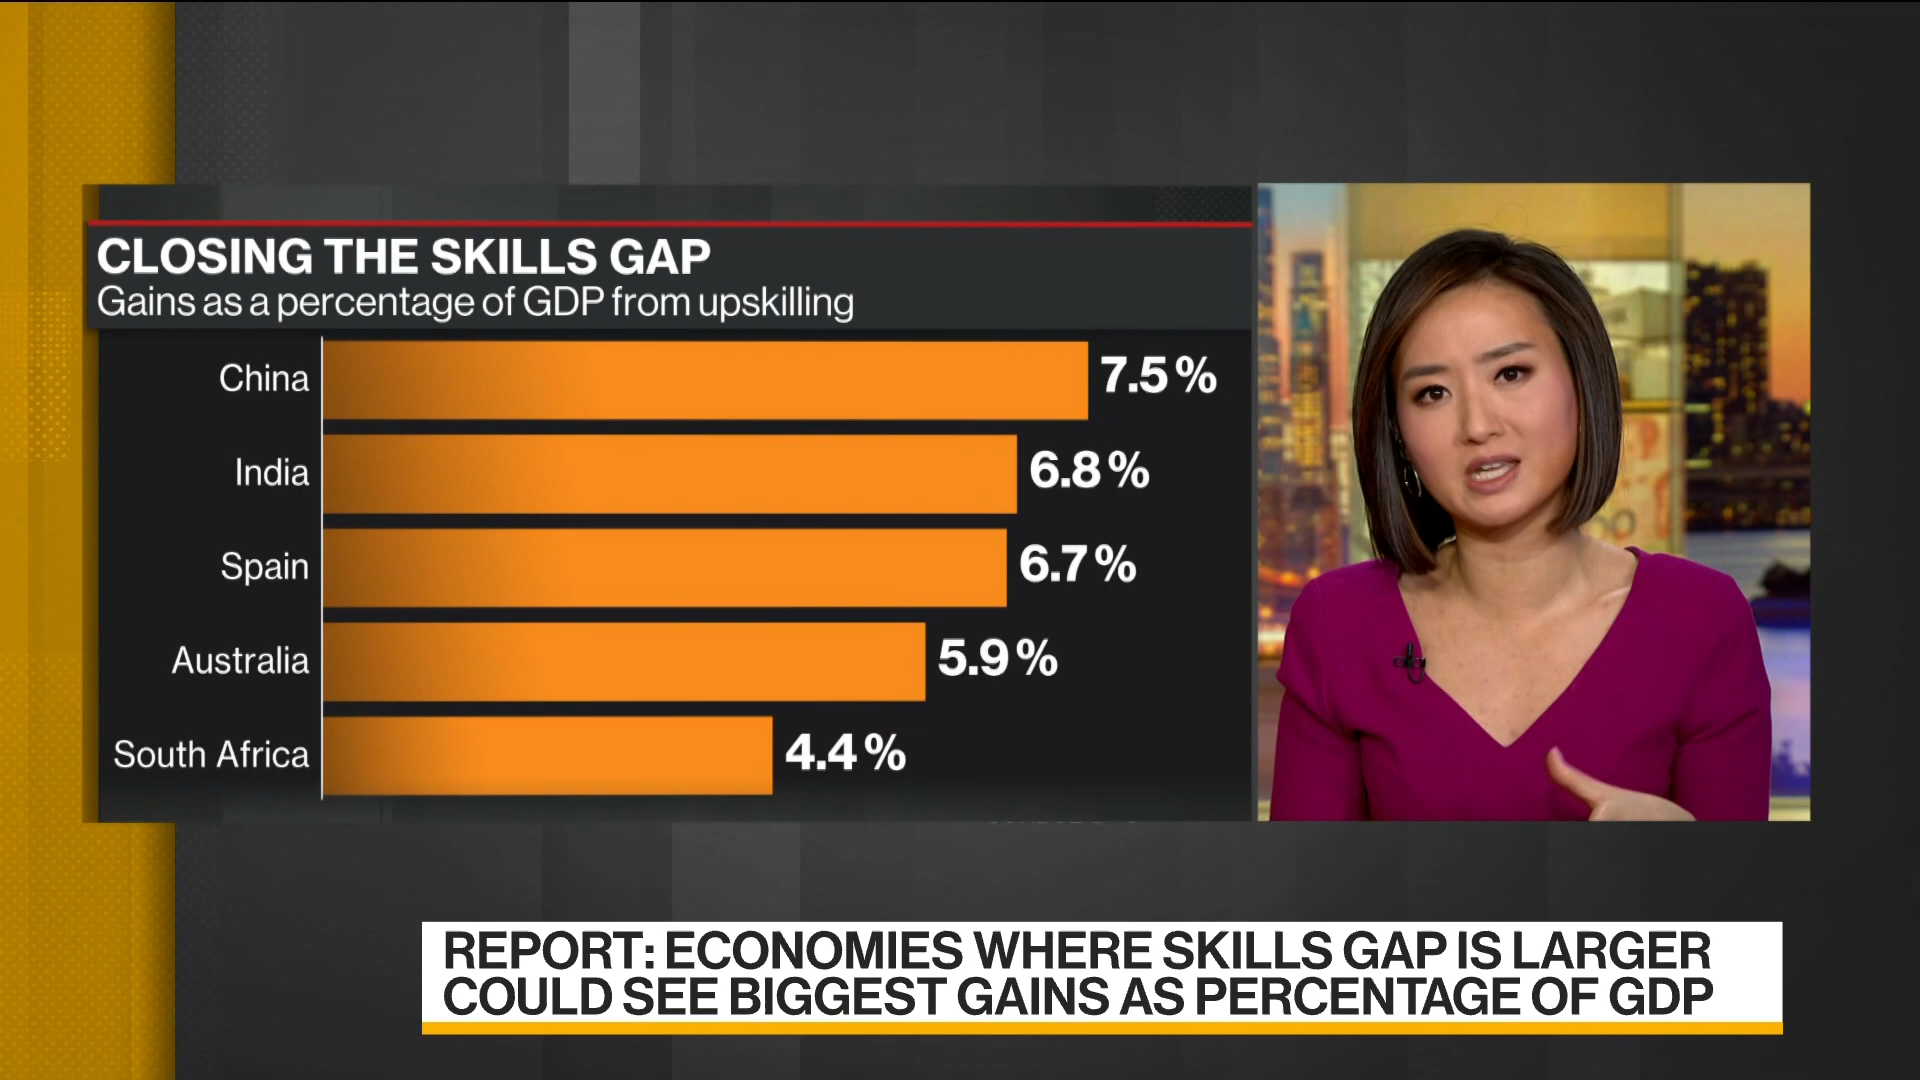 CLOSING THE SKILLS GAP
Gains as a percentage of GDP from upskilling
China 7.5%
India 6.8%
Spain 6.7%
Australia 5.9%
South Africa 4.4%
REPORT: ECONOMIES WHERE SKILLS GAP IS LARGER
COULD SEE BIGGEST GAINS AS PERCENTAGE OF GDP